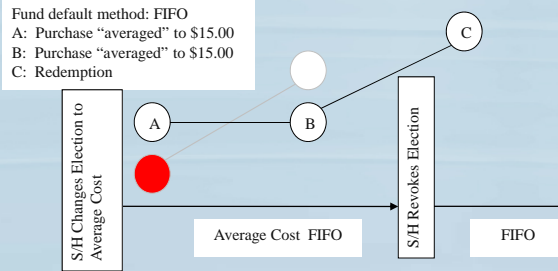 Fund default method: FIFO
A: Purchase “averaged” to $15.00
B: Purchase “averaged” to $15.00
C: Redemption
C
A
B
S/H Changes Election to
Average Cost
S/H Revokes Election
Average Cost FIFO
FIFO